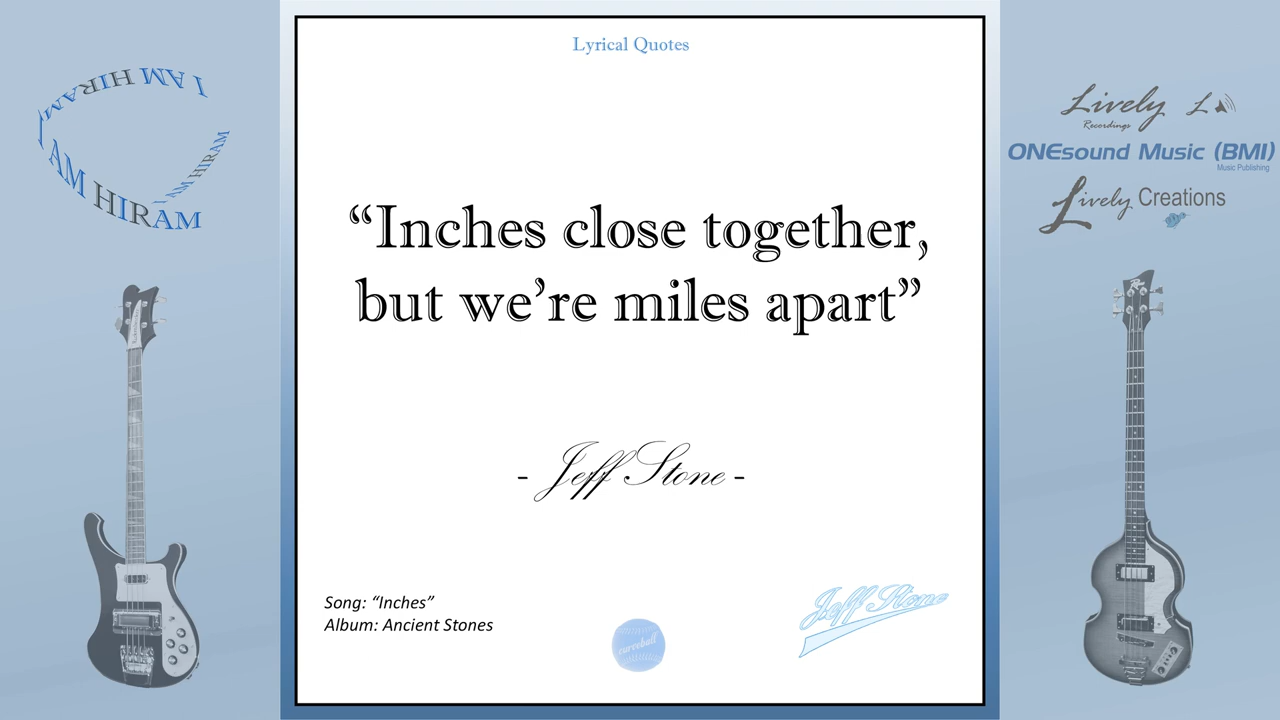 Lyrical Quotes
“Inches close together,
but we’re miles apart”
- Jeff Stone -
Song: “Inches”
Album: Ancient Stones
curveball
Jeff Stone
I AM HIRAM
I AM HIRAM
I AM HIRAM
Lively L
Recordings
ONEsound Music (BMI)
Music Publishing
Lively Creations